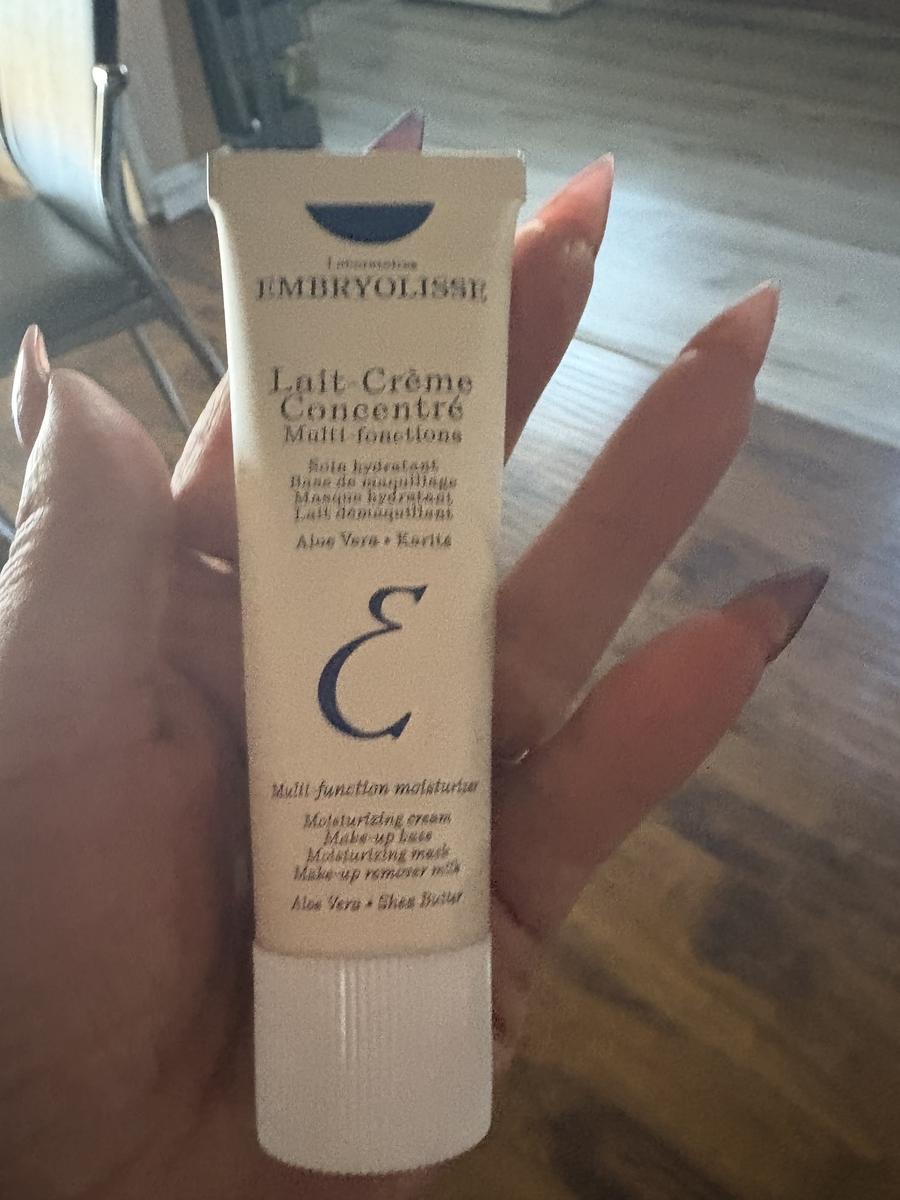 Laboratoires
EMBRYOLISSE
Lait-Crème
Concentré
Multi-fonctions
Soin hydratant
Base de maquillage
Masque hydratant
Lait démaquillant
Aloe Vera • Karité
E
Multi-function moisturizer
Moisturizing cream
Make-up base
Moisturizing mask
Make-up remover milk
Aloe Vera • Shea Butter